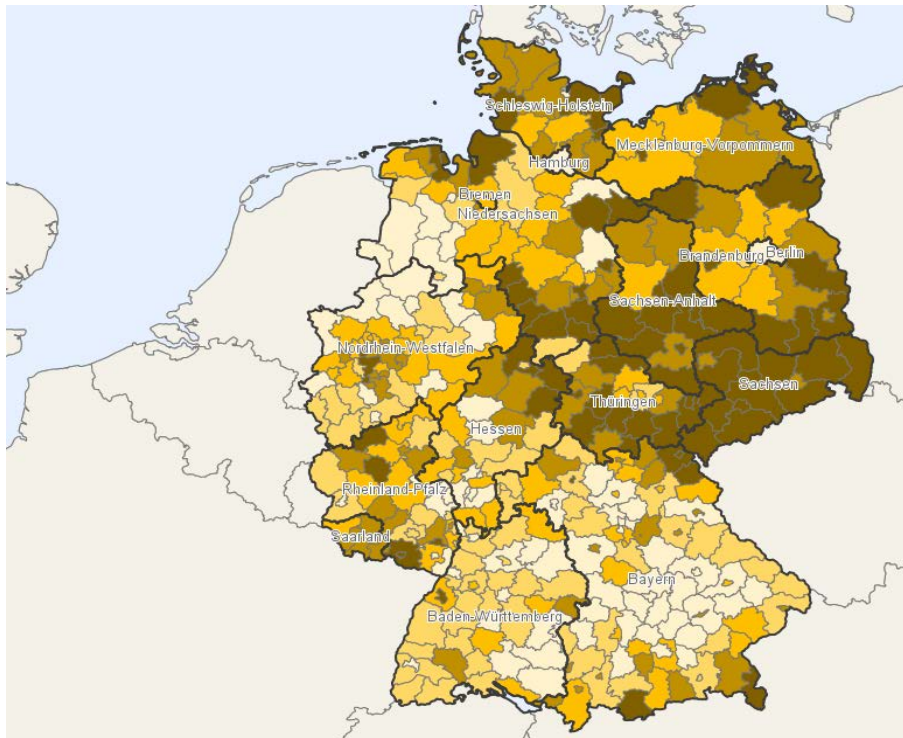 Schleswig-Holstein
Mecklenburg-Vorpommern
Hamburg
Bremen
Niedersachsen
Brandenburg
Berlin
Sachsen-Anhalt
Nordrhein-Westfalen
Sachsen
Thüringen
Hessen
Rheinland-Pfalz
Saarland
Bayern
Baden-Württemberg